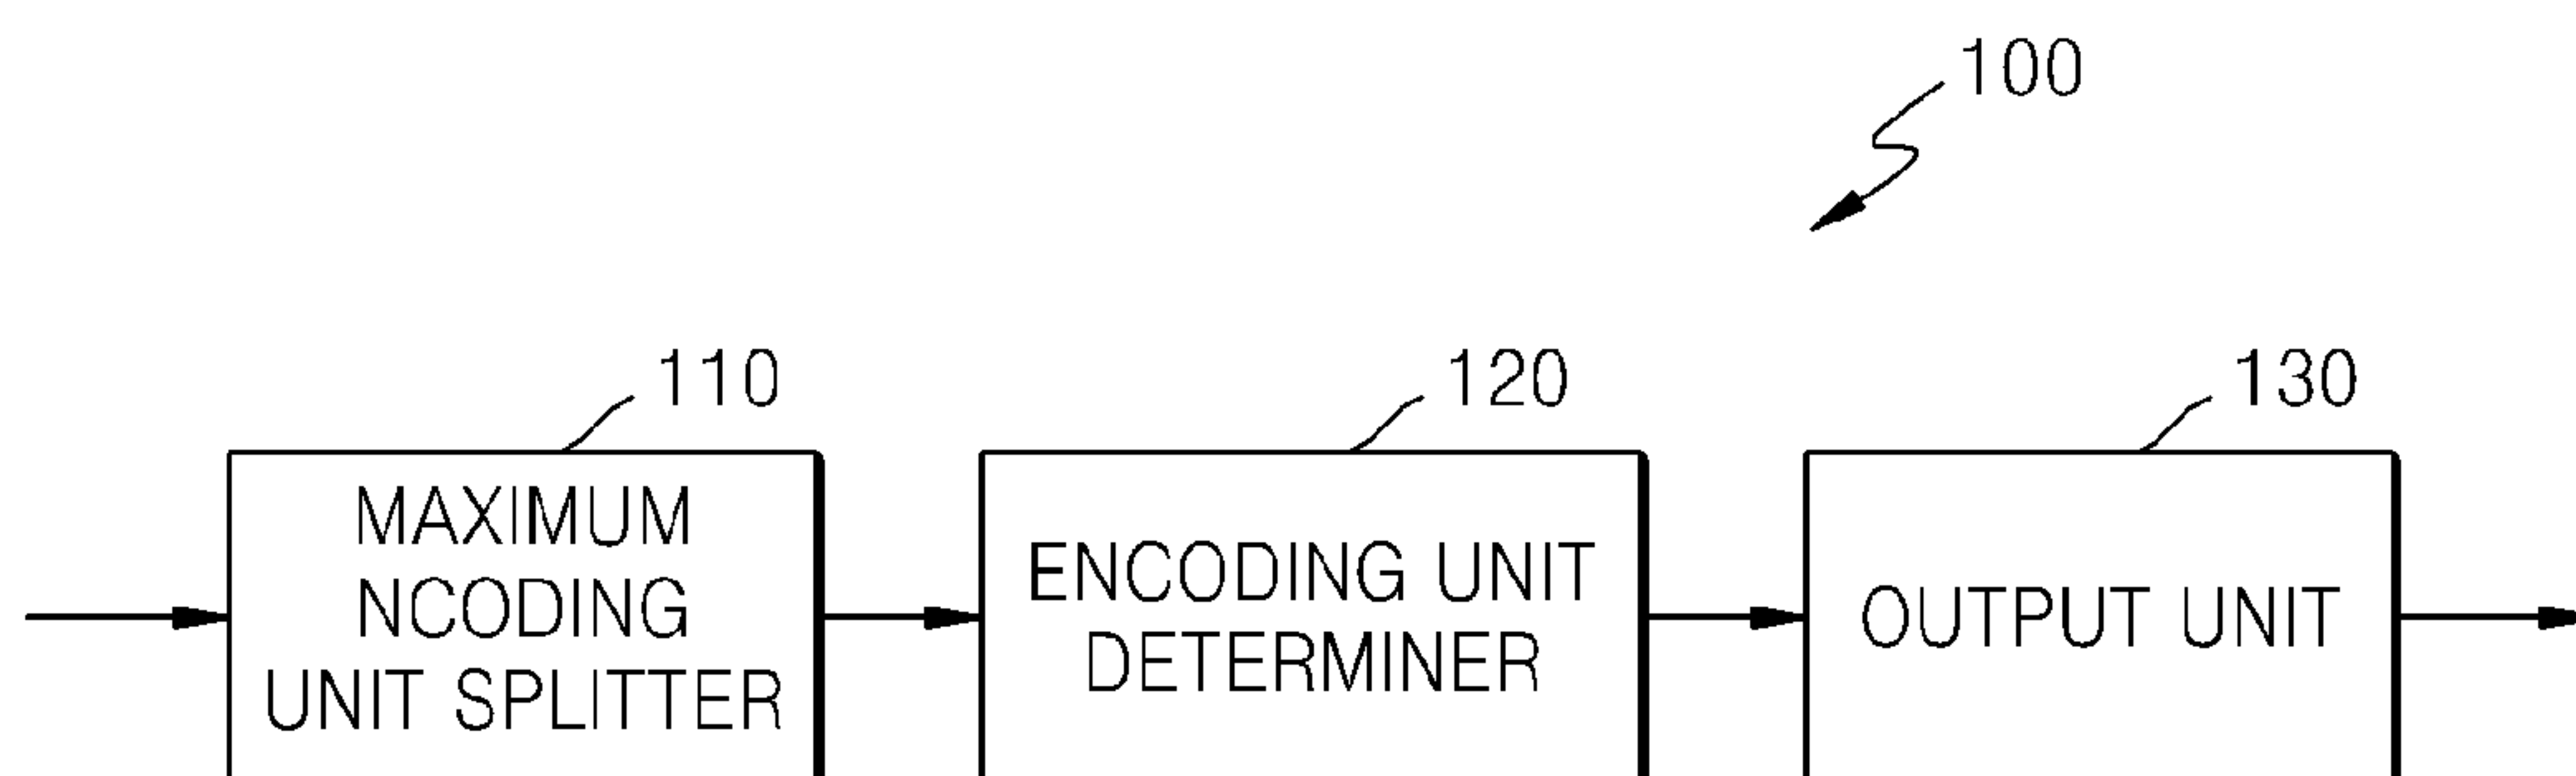 100
110
120
130
MAXIMUM
NCODING
UNIT SPLITTER
ENCODING UNIT
DETERMINER
OUTPUT UNIT